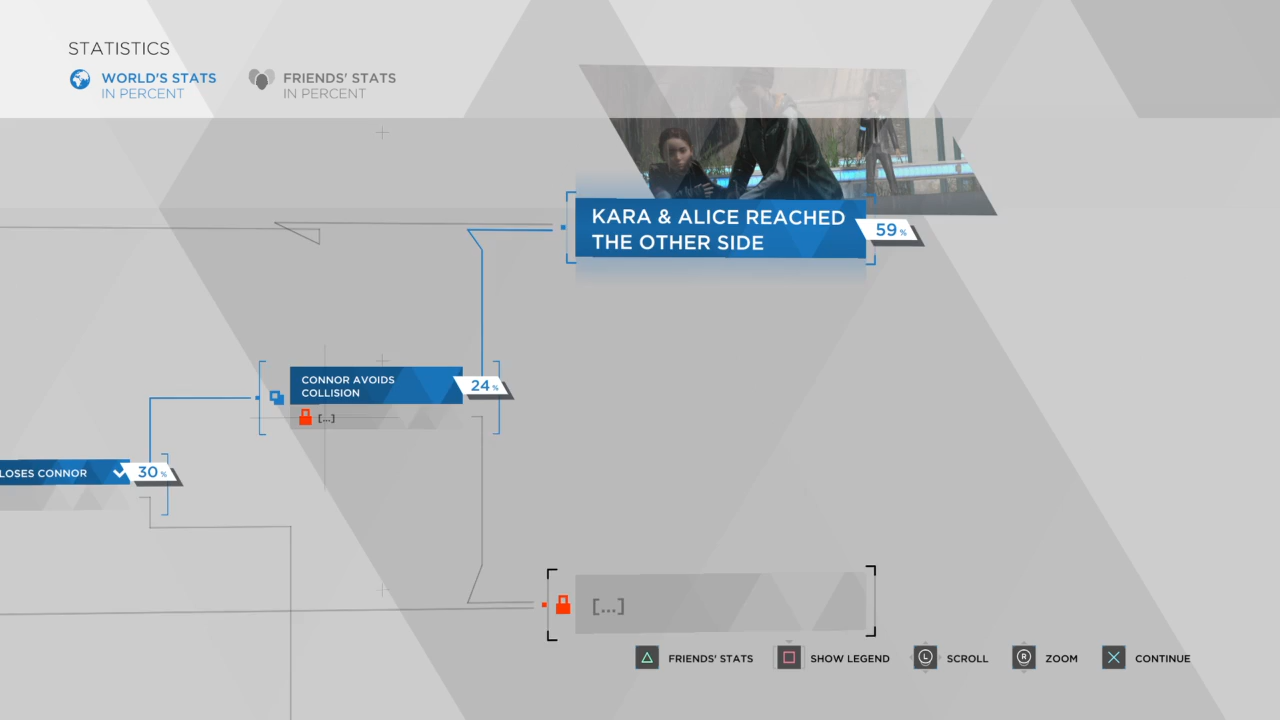 STATISTICS
WORLD'S STATS
IN PERCENT
FRIENDS' STATS
IN PERCENT
KARA & ALICE REACHED
THE OTHER SIDE
59%
CONNOR AVOIDS
COLLISION
24%
[...]
LOSES CONNOR
30%
[...]
FRIENDS' STATS
SHOW LEGEND
L
SCROLL
R
ZOOM
CONTINUE